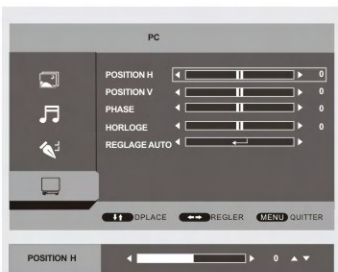 PC
POSITION H 0
POSITION V 0
PHASE 0
HORLOGE 0
REGLAGE AUTO
DPLACE REGLER MENU QUITTER
POSITION H 0